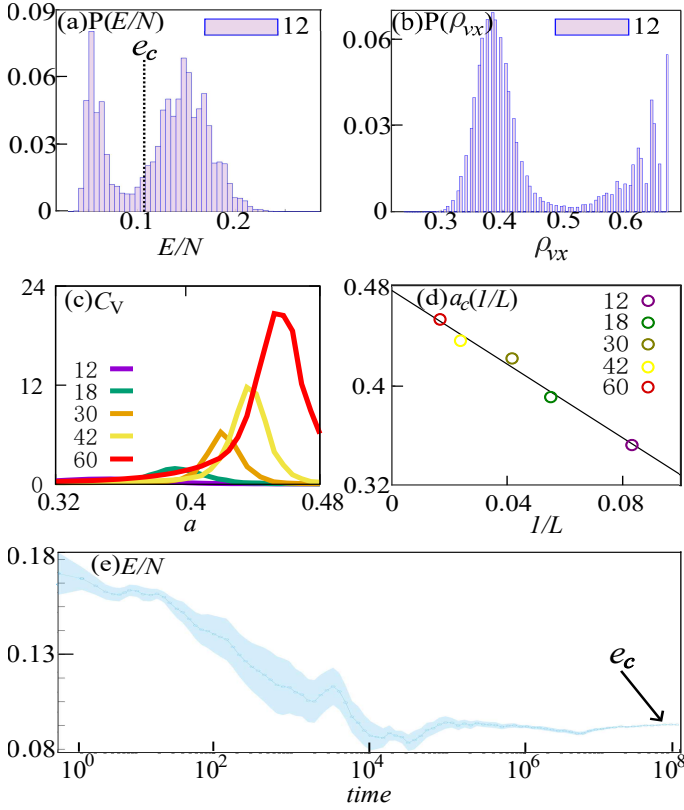 (a)P(E/N) 12
e_c
0.09
0.06
0.03
0
0.1 0.2
E/N
(b)P(ρ_vx) 12
0.06
0.03
0
0.3 0.4 0.5 0.6
ρ_vx
(c)C_V
24
12
0
12
18
30
42
60
0.32 0.4 0.48
a
(d)a_c(1/L)
0.48
0.4
0.32
12
18
30
42
60
0 0.04 0.08
1/L
(e)E/N
0.18
0.13
0.08
e_c
10^0 10^2 10^4 10^6 10^8
time